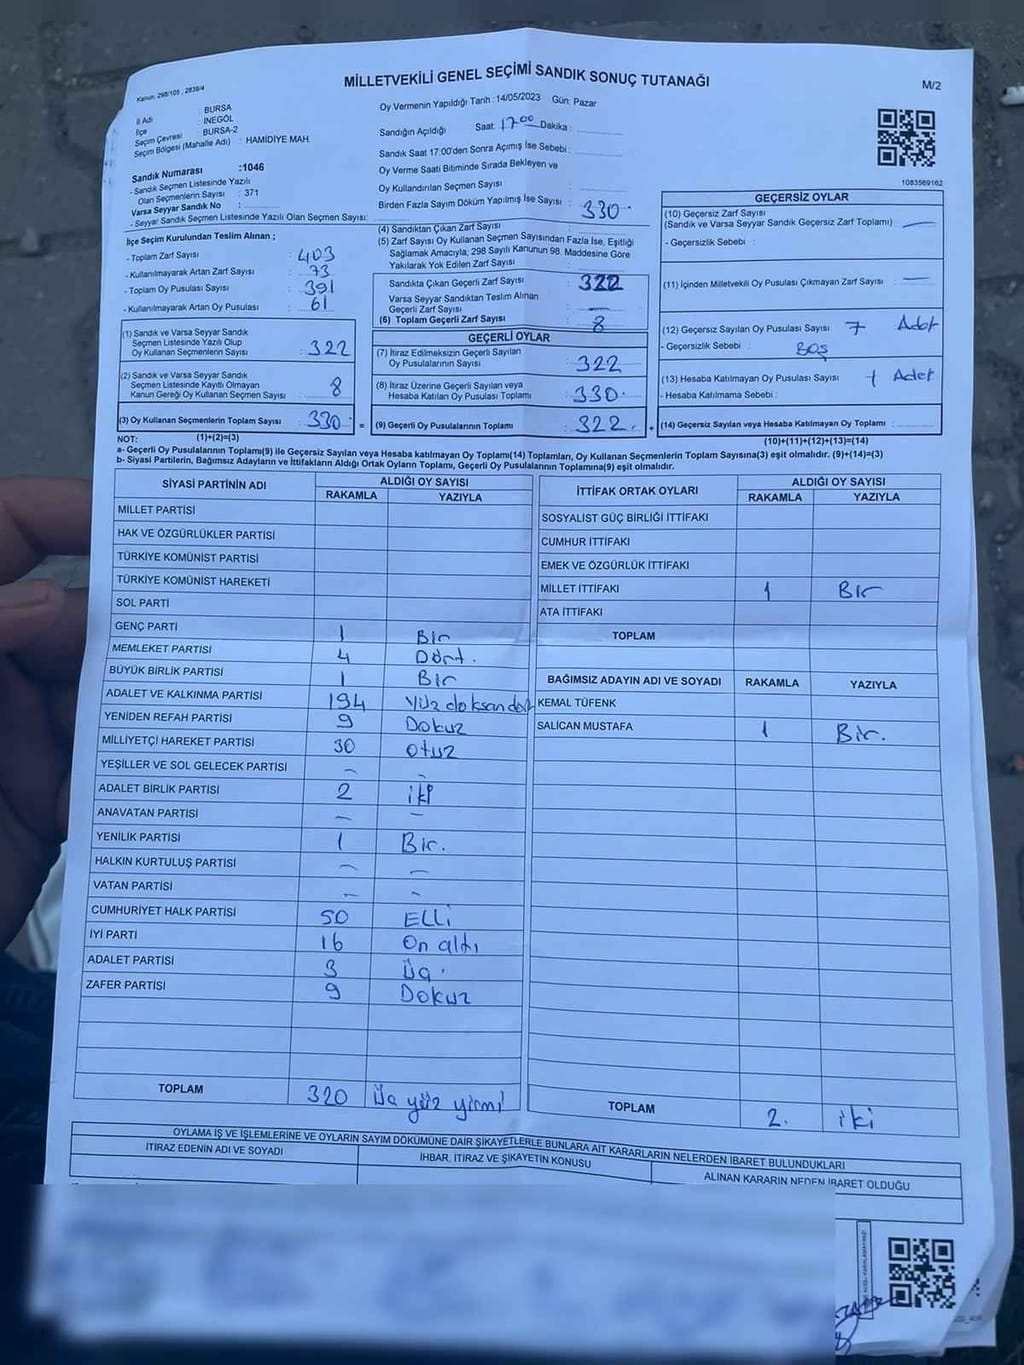 MİLLETVEKİLİ GENEL SEÇİMİ SANDIK SONUÇ TUTANAĞI
M/2
Kanun: 298/105 , 2839/4
İl Adı : BURSA
İlçe : İNEGÖL
Seçim Çevresi : BURSA-2
Seçim Bölgesi (Mahalle Adı) : HAMİDİYE MAH.
Sandık Numarası :1046
- Sandık Seçmen Listesinde Yazılı
Olan Seçmenlerin Sayısı : 371
Varsa Seyyar Sandık No :
- Seyyar Sandık Seçmen Listesinde Yazılı Olan Seçmen Sayısı:
Oy Vermenin Yapıldığı Tarih :14/05/2023 Gün: Pazar
Sandığın Açıldığı Saat: 17.00 Dakika :
Sandık Saat 17:00'den Sonra Açımış İse Sebebi :
Oy Verme Saati Bitiminde Sırada Bekleyen ve
Oy Kullandırılan Seçmen Sayısı :
Birden Fazla Sayım Döküm Yapılmış İse Sayısı :
1083569162
İlçe Seçim Kurulundan Teslim Alınan ;
- Toplam Zarf Sayısı : 403
- Kullanılmayarak Artan Zarf Sayısı : 73
- Toplam Oy Pusulası Sayısı : 391
- Kullanılmayarak Artan Oy Pusulası : 61
(4) Sandıktan Çıkan Zarf Sayısı : 330
(5) Zarf Sayısı Oy Kullanan Seçmen Sayısından Fazla İse, Eşitliği
Sağlamak Amacıyla, 298 Sayılı Kanunun 98. Maddesine Göre
Yakılarak Yok Edilen Zarf Sayısı :
Sandıkta Çıkan Geçerli Zarf Sayısı : 322
Varsa Seyyar Sandıktan Teslim Alınan
Geçerli Zarf Sayısı :
(6) Toplam Geçerli Zarf Sayısı : 8
GEÇERSİZ OYLAR
(10) Geçersiz Zarf Sayısı
(Sandık ve Varsa Seyyar Sandık Geçersiz Zarf Toplamı) : —
- Geçersizlik Sebebi :
(11) İçinden Milletvekili Oy Pusulası Çıkmayan Zarf Sayısı : —
(12) Geçersiz Sayılan Oy Pusulası Sayısı : 7 Adet
- Geçersizlik Sebebi : Boş
(13) Hesaba Katılmayan Oy Pusulası Sayısı : 1 Adet
- Hesaba Katılmama Sebebi :
(14) Geçersiz Sayılan veya Hesaba Katılmayan Oy Toplamı :
(10)+(11)+(12)+(13)=(14)
(1) Sandık ve Varsa Seyyar Sandık
Seçmen Listesinde Yazılı Olup
Oy Kullanan Seçmenlerin Sayısı : 322
(2) Sandık ve Varsa Seyyar Sandık
Seçmen Listesinde Kayıtlı Olmayan
Kanun Gereği Oy Kullanan Seçmen Sayısı : 8
(3) Oy Kullanan Seçmenlerin Toplam Sayısı : 330
(1)+(2)=(3)
GEÇERLİ OYLAR
(7) İtiraz Edilmeksizin Geçerli Sayılan
Oy Pusulalarının Sayısı : 322
(8) İtiraz Üzerine Geçerli Sayılan veya
Hesaba Katılan Oy Pusulası Toplamı : 330
(9) Geçerli Oy Pusulalarının Toplamı : 322
NOT:
a- Geçerli Oy Pusulalarının Toplamı(9) ile Geçersiz Sayılan veya Hesaba katılmayan Oy Toplamı(14) Toplamları, Oy Kullanan Seçmenlerin Toplam Sayısına(3) eşit olmalıdır. (9)+(14)=(3)
b- Siyasi Partilerin, Bağımsız Adayların ve İttifakların Aldığı Ortak Oyların Toplamı, Geçerli Oy Pusulalarının Toplamına(9) eşit olmalıdır.
SİYASİ PARTİNİN ADI ALDIĞI OY SAYISI
RAKAMLA YAZIYLA
MİLLET PARTİSİ
HAK VE ÖZGÜRLÜKLER PARTİSİ
TÜRKİYE KOMÜNİST PARTİSİ
TÜRKİYE KOMÜNİST HAREKETİ
SOL PARTİ
GENÇ PARTİ 1 Bir
MEMLEKET PARTİSİ 4 Dört.
BÜYÜK BİRLİK PARTİSİ 1 Bir
ADALET VE KALKINMA PARTİSİ 194 Yüz doksandört
YENİDEN REFAH PARTİSİ 9 Dokuz
MİLLİYETÇİ HAREKET PARTİSİ 30 Otuz
YEŞİLLER VE SOL GELECEK PARTİSİ — —
ADALET BİRLİK PARTİSİ 2 iki
ANAVATAN PARTİSİ — —
YENİLİK PARTİSİ 1 Bir.
HALKIN KURTULUŞ PARTİSİ — —
VATAN PARTİSİ — —
CUMHURİYET HALK PARTİSİ 50 ELLİ
İYİ PARTİ 16 On altı
ADALET PARTİSİ 3 Üç.
ZAFER PARTİSİ 9 Dokuz
TOPLAM 320 Üç yüz yirmi
İTTİFAK ORTAK OYLARI ALDIĞI OY SAYISI
RAKAMLA YAZIYLA
SOSYALİST GÜÇ BİRLİĞİ İTTİFAKI
CUMHUR İTTİFAKI
EMEK VE ÖZGÜRLÜK İTTİFAKI
MİLLET İTTİFAKI 1 Bir
ATA İTTİFAKI
TOPLAM
BAĞIMSIZ ADAYIN ADI VE SOYADI RAKAMLA YAZIYLA
KEMAL TÜFENK
SALİCAN MUSTAFA 1 Bir.
TOPLAM 2. iki
OYLAMA İŞ VE İŞLEMLERİNE VE OYLARIN SAYIM DÖKÜMÜNE DAİR ŞİKAYETLERLE BUNLARA AİT KARARLARIN NELERDEN İBARET BULUNDUKLARI
İTİRAZ EDENİN ADI VE SOYADI
İHBAR, İTİRAZ VE ŞİKAYETİN KONUSU
ALINAN KARARIN NEDEN İBARET OLDUĞU